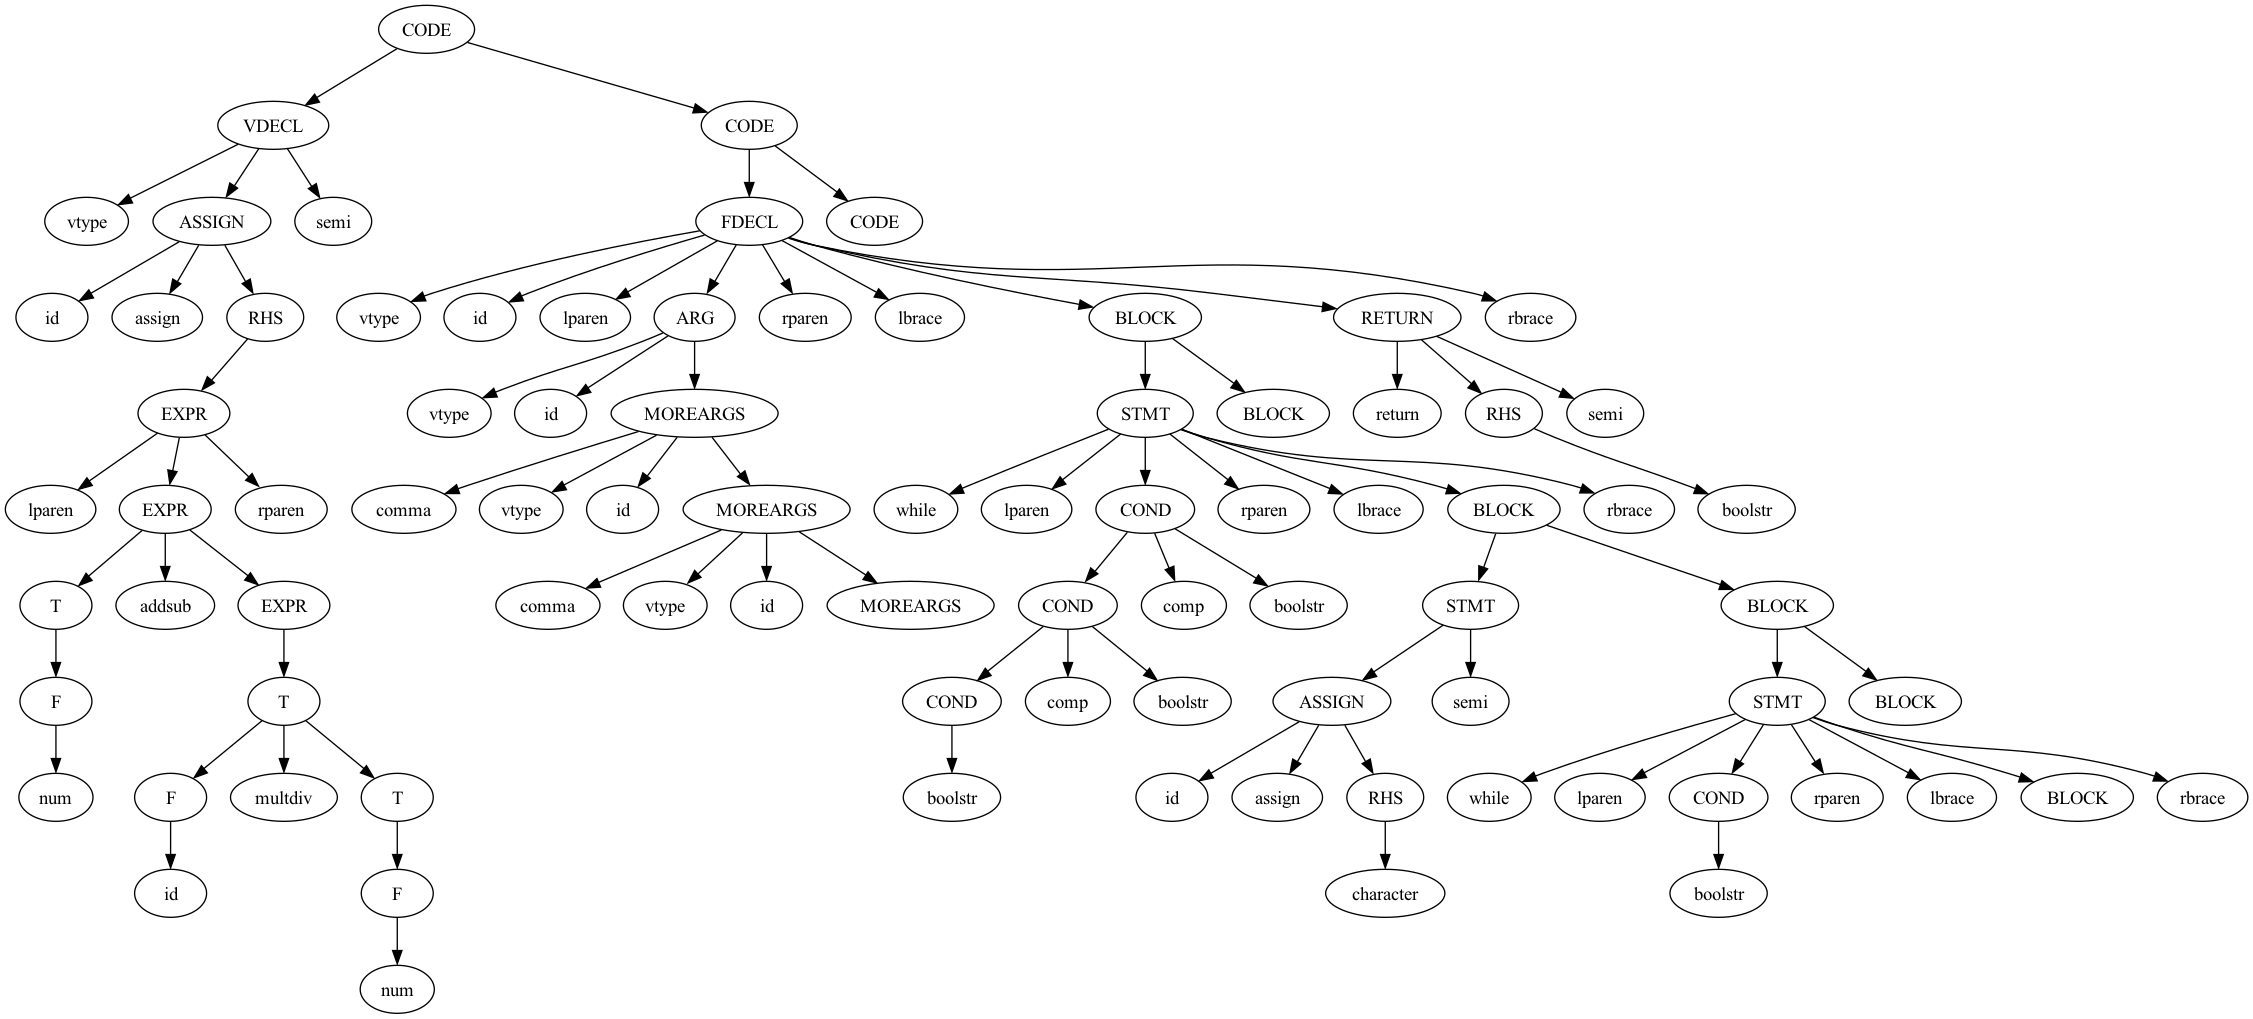 CODE
VDECL CODE
vtype ASSIGN semi FDECL CODE
id assign RHS vtype id lparen ARG rparen lbrace BLOCK RETURN rbrace
EXPR vtype id MOREARGS STMT BLOCK return RHS semi
lparen EXPR rparen comma vtype id MOREARGS while lparen COND rparen lbrace BLOCK rbrace boolstr
T addsub EXPR comma vtype id MOREARGS COND comp boolstr STMT BLOCK
F T COND comp boolstr ASSIGN semi STMT BLOCK
num F multdiv T boolstr id assign RHS while lparen COND rparen lbrace BLOCK rbrace
id F character boolstr
num